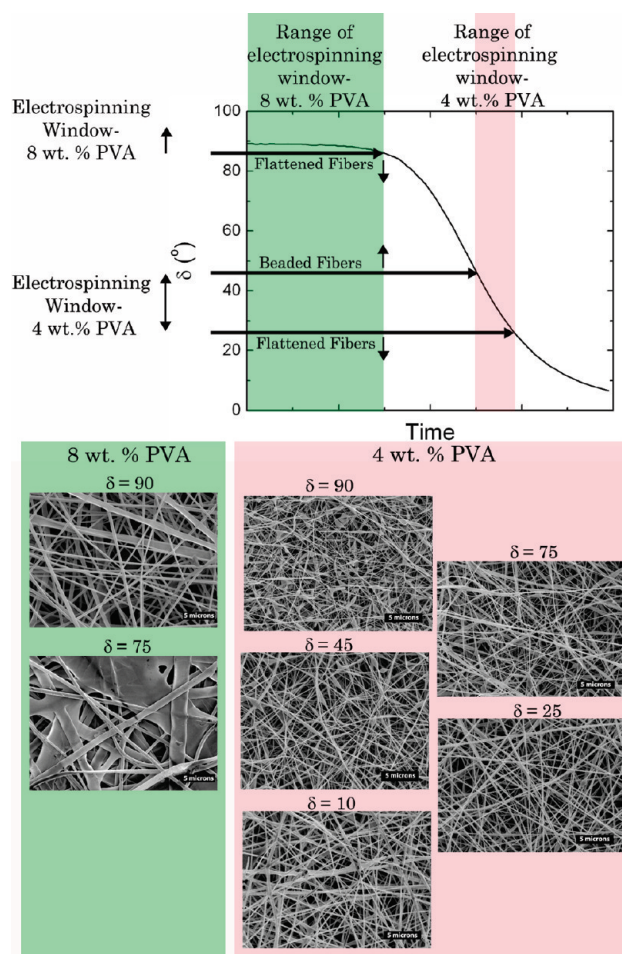 Range of
electrospinning
window-
8 wt. % PVA
Range of
electrospinning
window-
4 wt.% PVA
Electrospinning
Window-
8 wt. % PVA
Electrospinning
Window-
4 wt.% PVA
δ (°)
100
80
60
40
20
0
Flattened Fibers
Beaded Fibers
Flattened Fibers
Time
8 wt. % PVA
δ = 90
5 microns
δ = 75
5 microns
4 wt. % PVA
δ = 90
5 microns
δ = 75
5 microns
δ = 45
5 microns
δ = 25
5 microns
δ = 10
5 microns